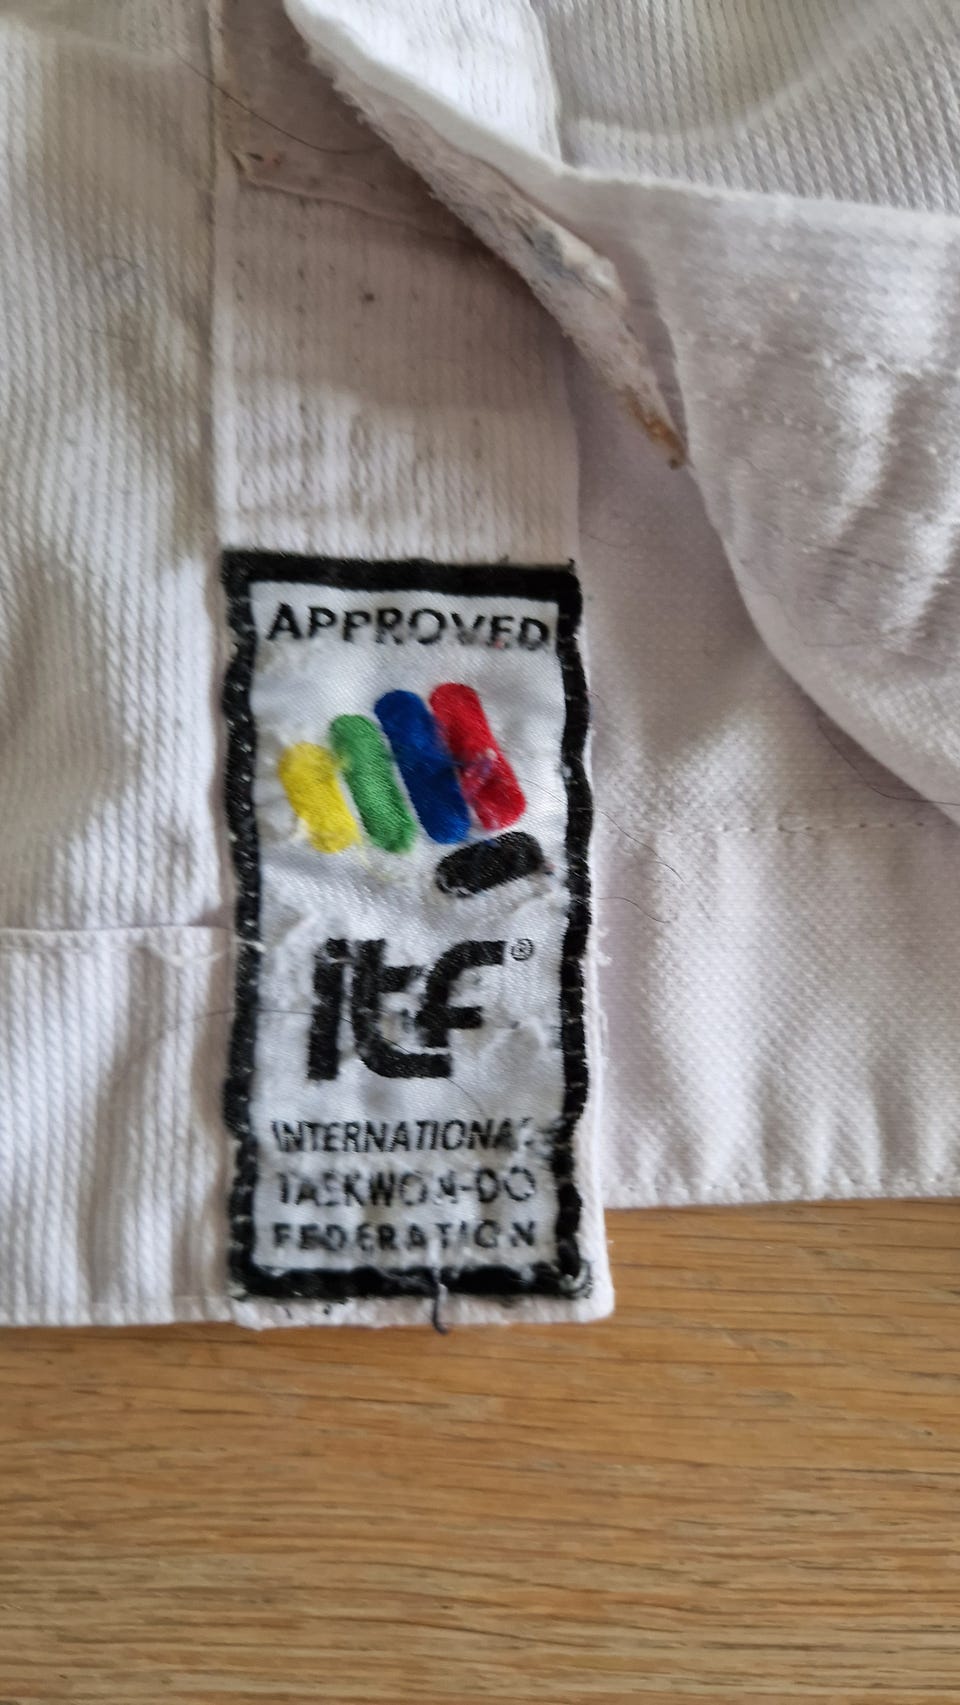 APPROVED
itf®
INTERNATIONAL
TAEKWON-DO
FEDERATION